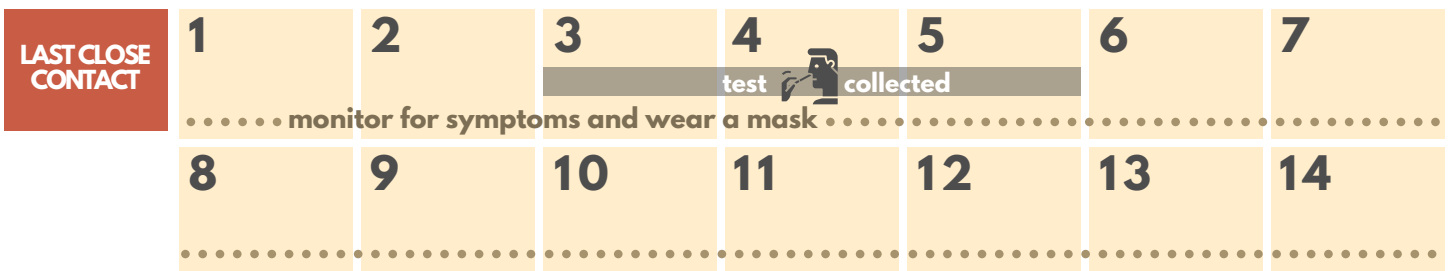 LAST CLOSE
CONTACT
1 2 3 4 5 6 7
test collected
monitor for symptoms and wear a mask
8 9 10 11 12 13 14